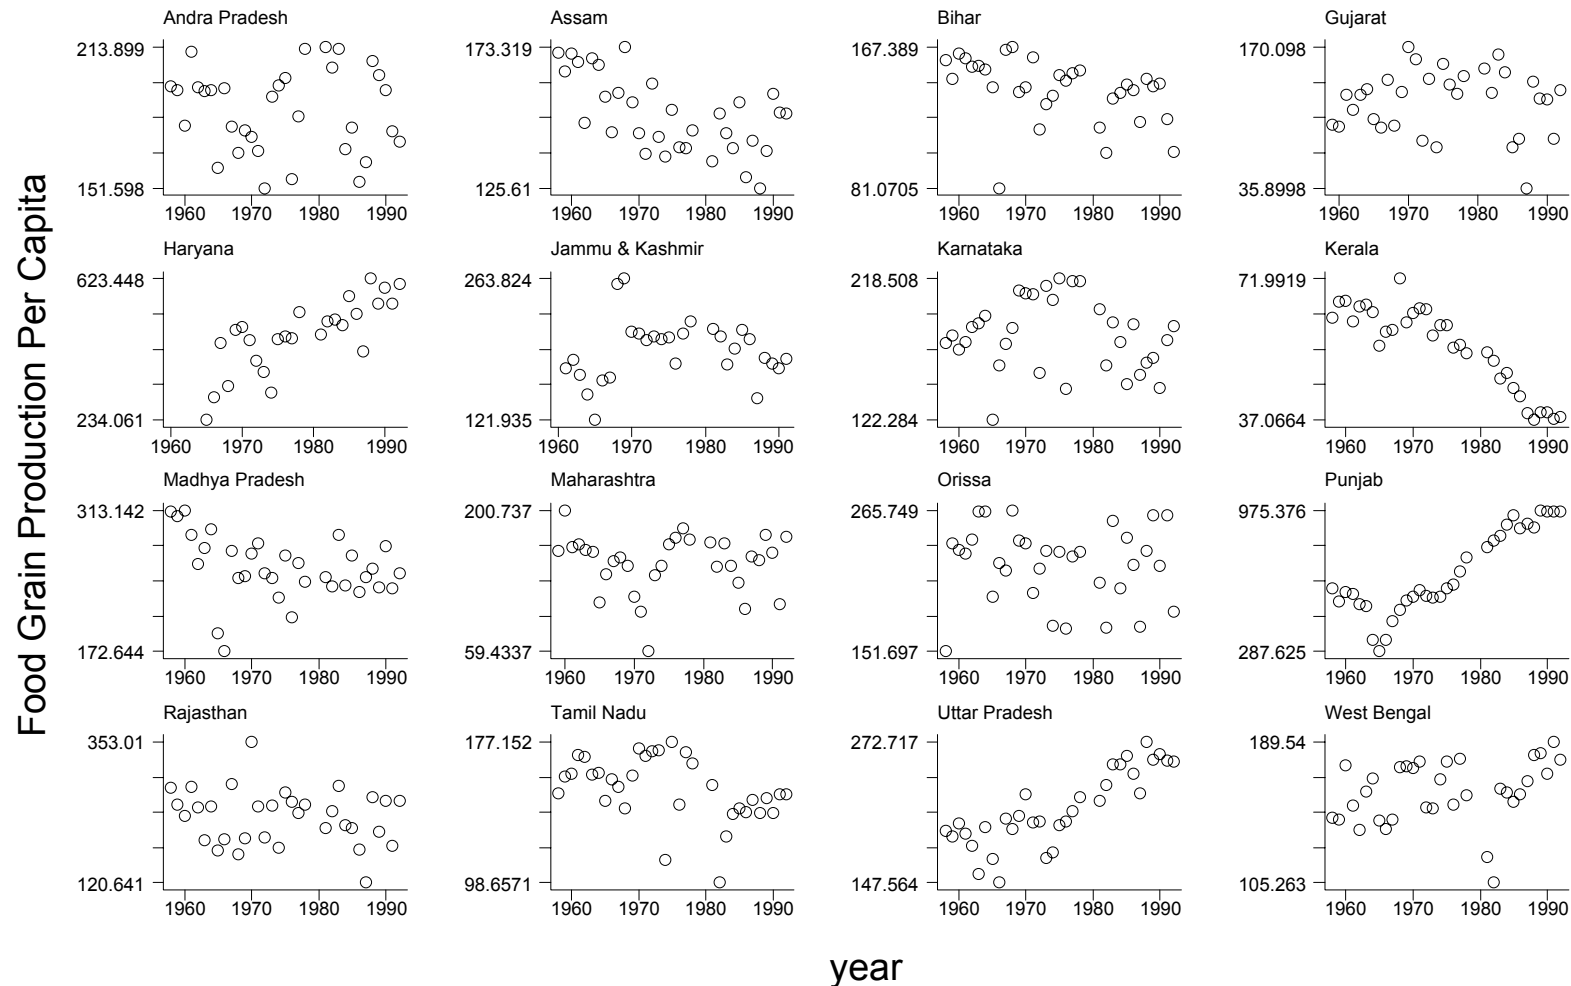 Food Grain Production Per Capita
Andra Pradesh
213.899
151.598
1960 1970 1980 1990
Assam
173.319
125.61
1960 1970 1980 1990
Bihar
167.389
81.0705
1960 1970 1980 1990
Gujarat
170.098
35.8998
1960 1970 1980 1990
Haryana
623.448
234.061
1960 1970 1980 1990
Jammu & Kashmir
263.824
121.935
1960 1970 1980 1990
Karnataka
218.508
122.284
1960 1970 1980 1990
Kerala
71.9919
37.0664
1960 1970 1980 1990
Madhya Pradesh
313.142
172.644
1960 1970 1980 1990
Maharashtra
200.737
59.4337
1960 1970 1980 1990
Orissa
265.749
151.697
1960 1970 1980 1990
Punjab
975.376
287.625
1960 1970 1980 1990
Rajasthan
353.01
120.641
1960 1970 1980 1990
Tamil Nadu
177.152
98.6571
1960 1970 1980 1990
Uttar Pradesh
272.717
147.564
1960 1970 1980 1990
West Bengal
189.54
105.263
1960 1970 1980 1990
year